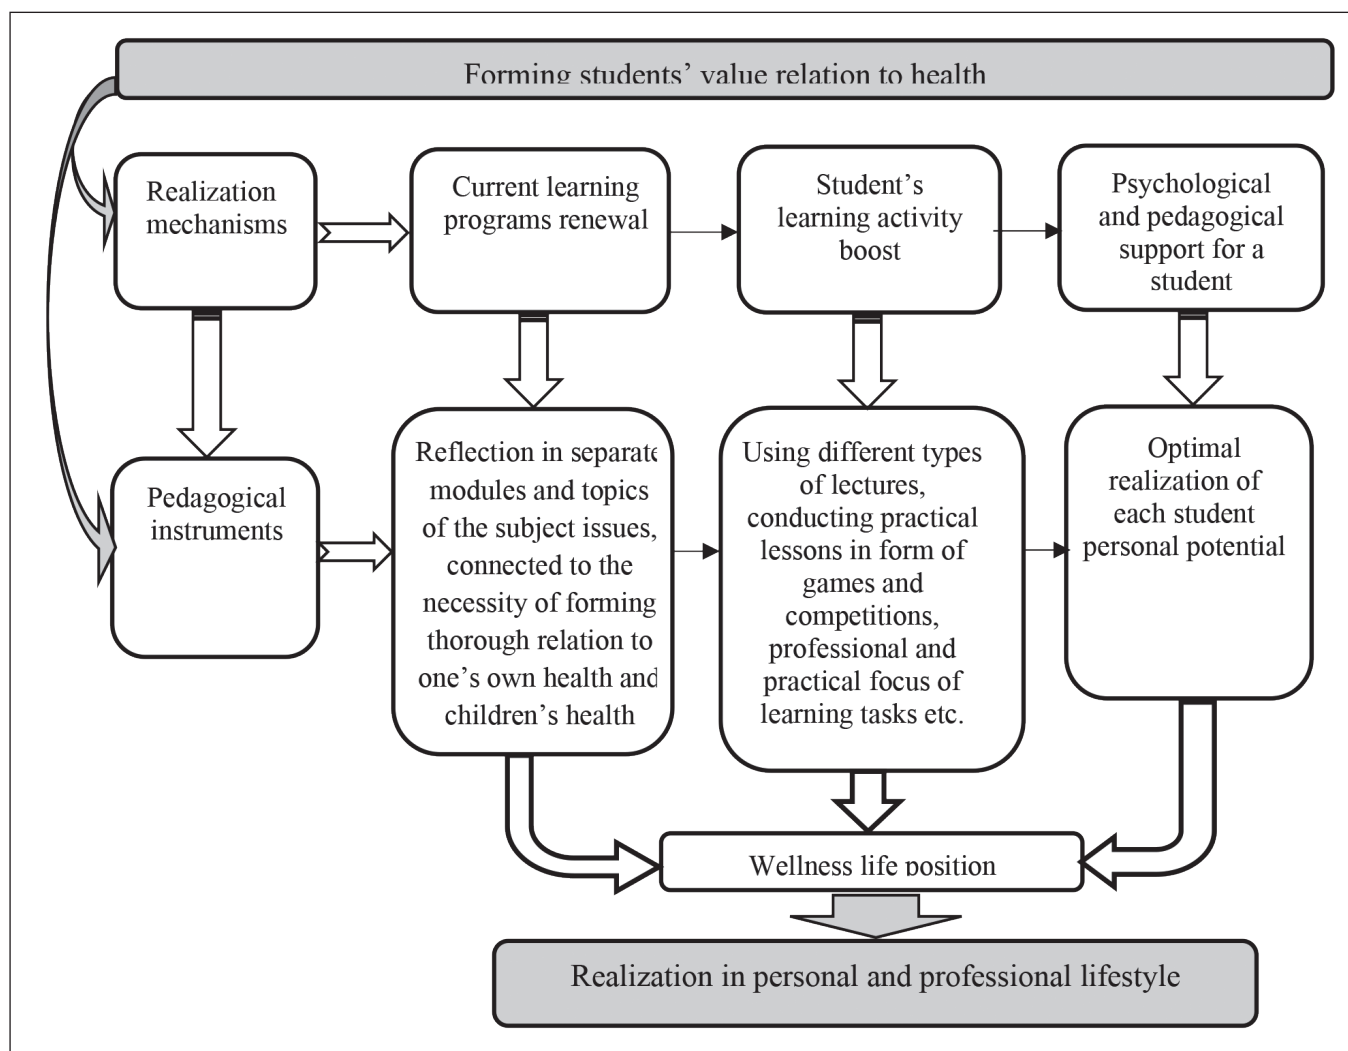 Forming students’ value relation to health
Realization
mechanisms
Current learning
programs renewal
Student’s
learning activity
boost
Psychological
and pedagogical
support for a
student
Pedagogical
instruments
Reflection in separate
modules and topics
of the subject issues,
connected to the
necessity of forming
thorough relation to
one’s own health and
children’s health
Using different types
of lectures,
conducting practical
lessons in form of
games and
competitions,
professional and
practical focus of
learning tasks etc.
Optimal
realization of
each student
personal potential
Wellness life position
Realization in personal and professional lifestyle